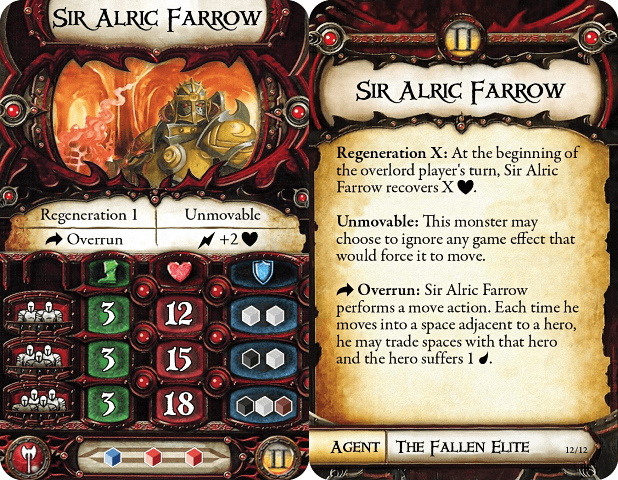 SIR ALRIC FARROW
Regeneration 1
Unmovable
Overrun
+2
3
12
3
15
3
18
II
II
SIR ALRIC FARROW
Regeneration X: At the beginning of
the overlord player's turn, Sir Alric
Farrow recovers X .
Unmovable: This monster may
choose to ignore any game effect that
would force it to move.
Overrun: Sir Alric Farrow
performs a move action. Each time he
moves into a space adjacent to a hero,
he may trade spaces with that hero
and the hero suffers 1 .
AGENT
THE FALLEN ELITE
12/12